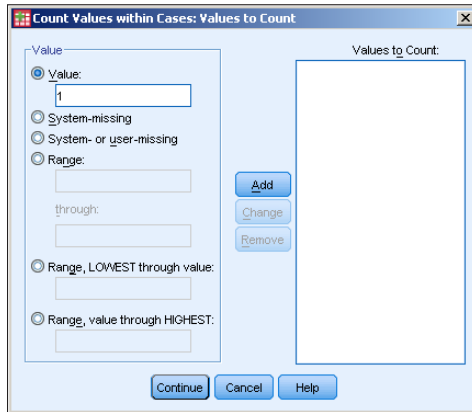 Count Values within Cases: Values to Count
Value
Value:
1
System-missing
System- or user-missing
Range:
through:
Range, LOWEST through value:
Range, value through HIGHEST:
Values to Count:
Add
Change
Remove
Continue
Cancel
Help